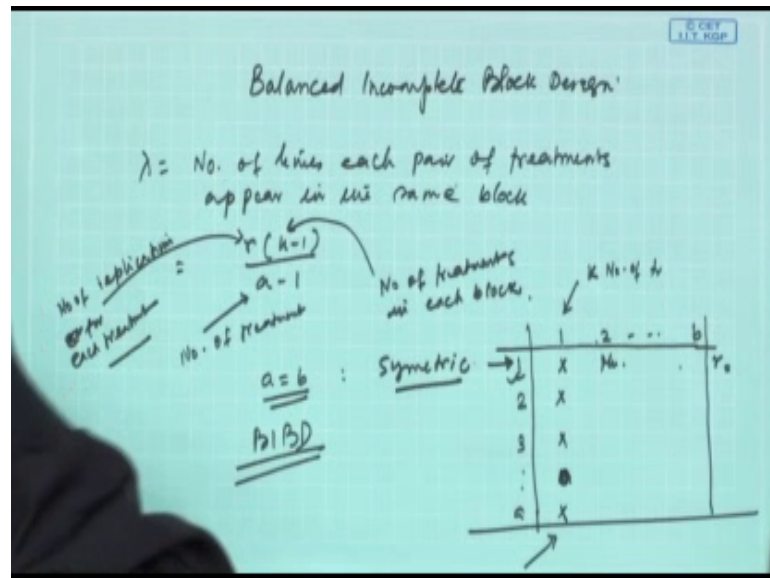 © CET
I.I.T. KGP
Balanced Incomplete Block Design
λ = No. of times each pair of treatments
appear in the same block
= r(k-1)
a-1
No of replication
for
each treatment
No. of treatment
No of treatments
in each block.
a = b : Symetric
BIBD
K No. of tr
1 2 ... b
1 X No. . r.
2 X
3 X
:
a X